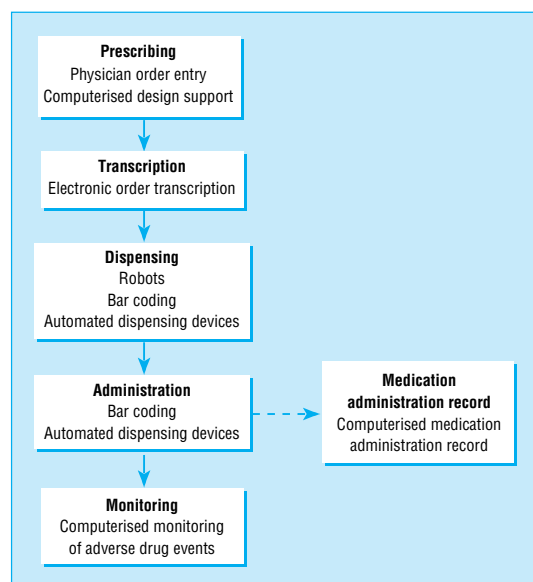 Prescribing
Physician order entry
Computerised design support
Transcription
Electronic order transcription
Dispensing
Robots
Bar coding
Automated dispensing devices
Administration
Bar coding
Automated dispensing devices
Medication
administration record
Computerised medication
administration record
Monitoring
Computerised monitoring
of adverse drug events